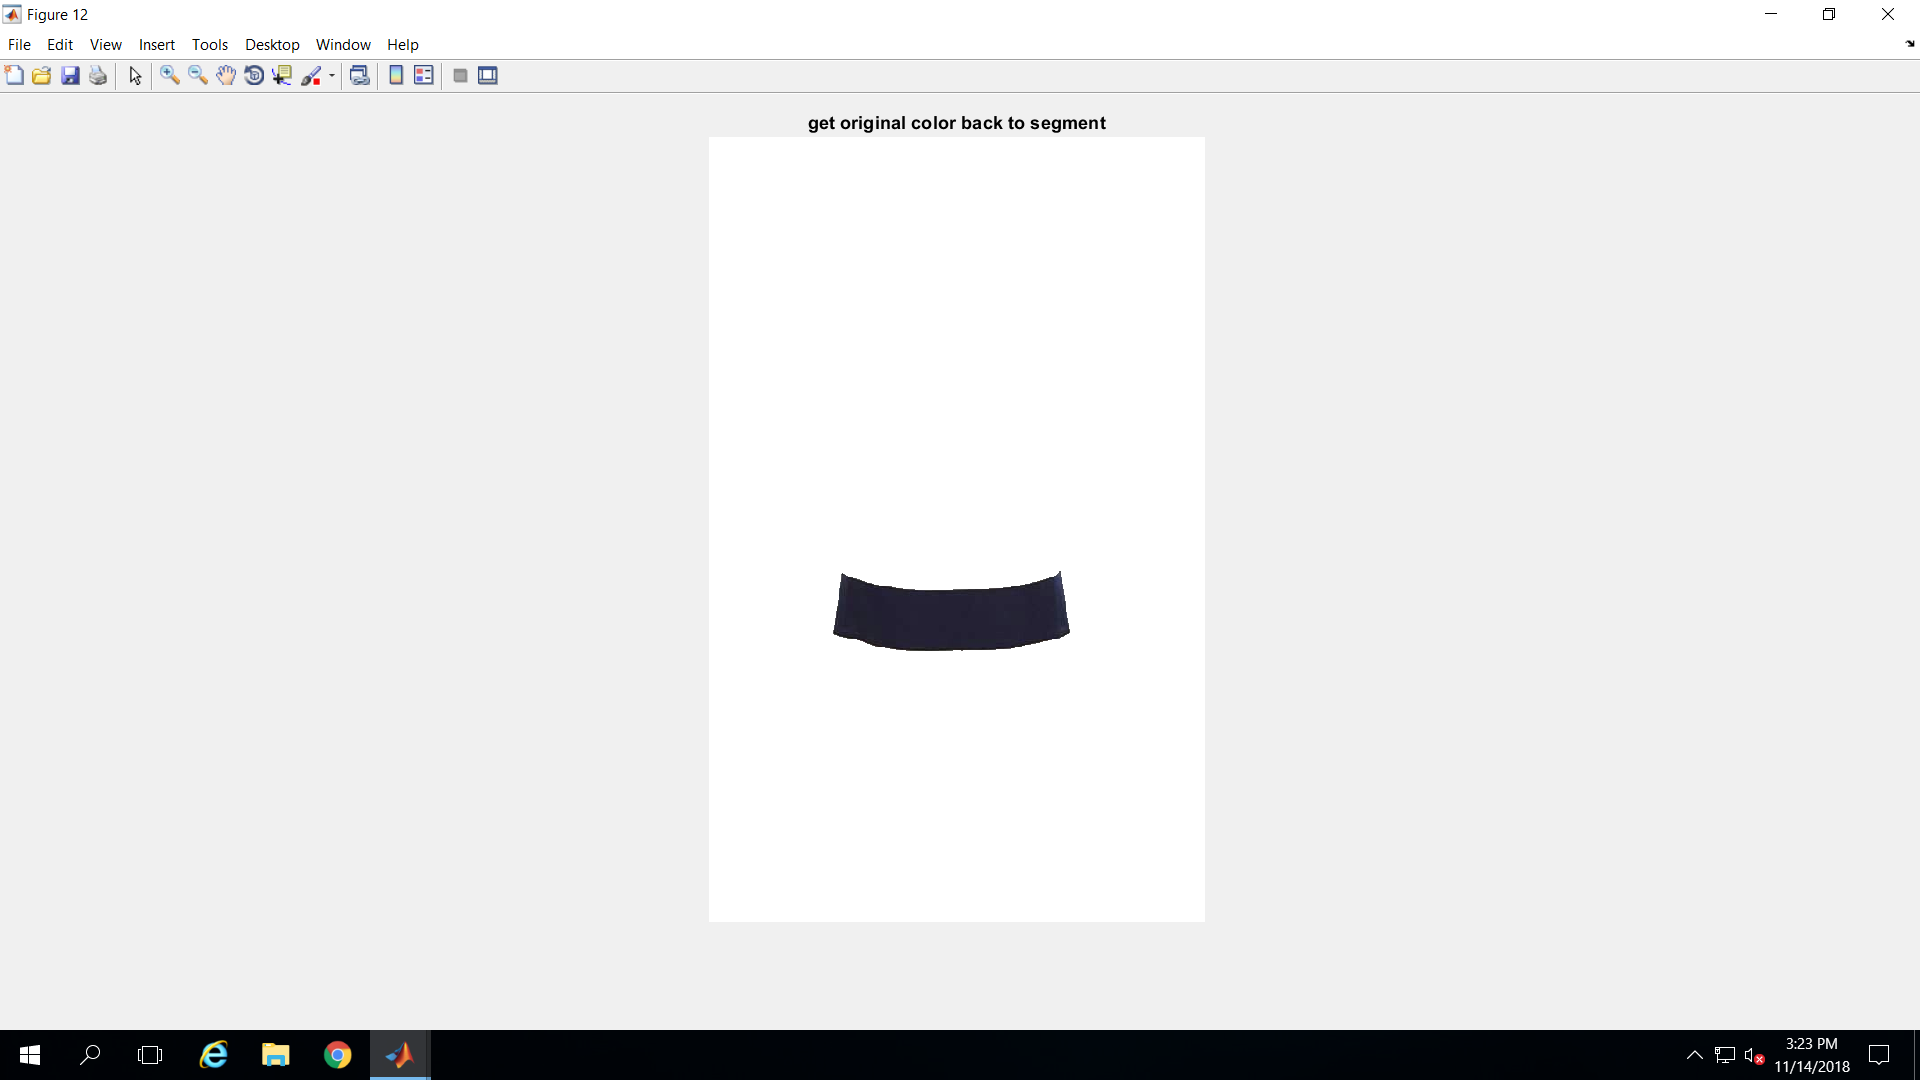 Figure 12
File Edit View Insert Tools Desktop Window Help
get original color back to segment
3:23 PM
11/14/2018